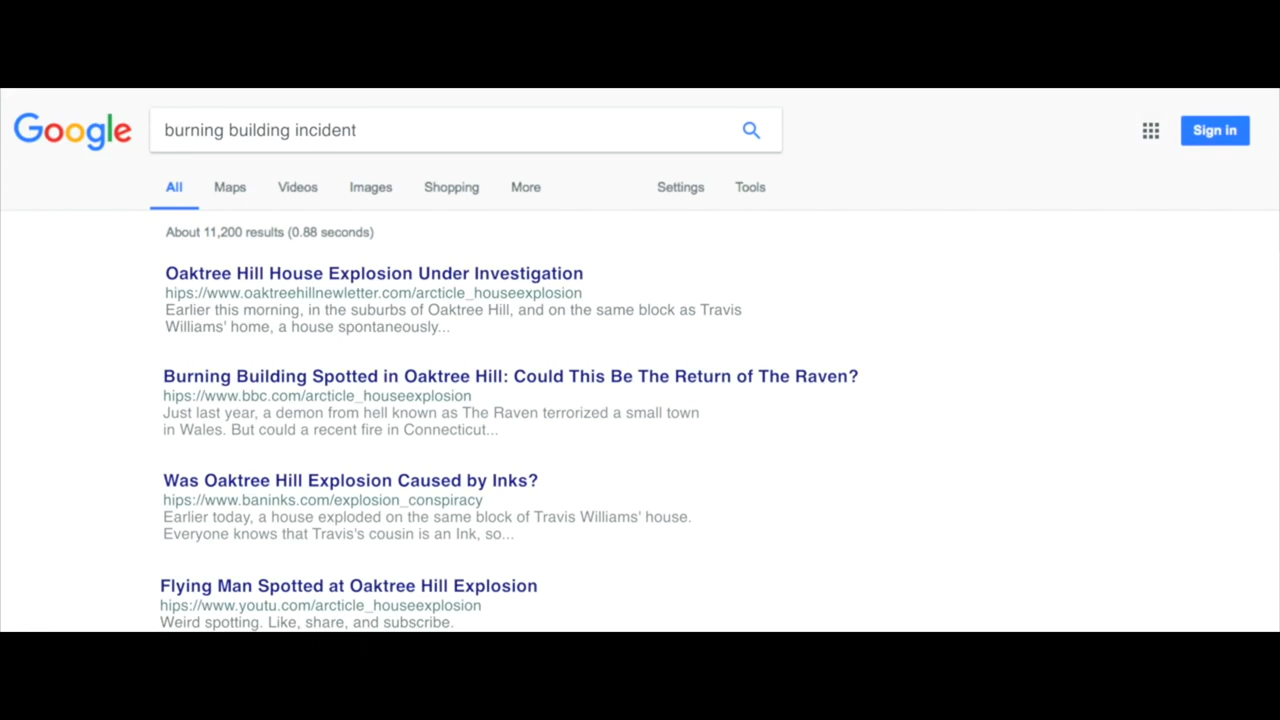 Google
burning building incident
Sign in
All Maps Videos Images Shopping More Settings Tools
About 11,200 results (0.88 seconds)
Oaktree Hill House Explosion Under Investigation
hips://www.oaktreehillnewletter.com/arcticle_houseexplosion
Earlier this morning, in the suburbs of Oaktree Hill, and on the same block as Travis
Williams' home, a house spontaneously...
Burning Building Spotted in Oaktree Hill: Could This Be The Return of The Raven?
hips://www.bbc.com/arcticle_houseexplosion
Just last year, a demon from hell known as The Raven terrorized a small town
in Wales. But could a recent fire in Connecticut...
Was Oaktree Hill Explosion Caused by Inks?
hips://www.baninks.com/explosion_conspiracy
Earlier today, a house exploded on the same block of Travis Williams' house.
Everyone knows that Travis's cousin is an Ink, so...
Flying Man Spotted at Oaktree Hill Explosion
hips://www.youtu.com/arcticle_houseexplosion
Weird spotting. Like, share, and subscribe.